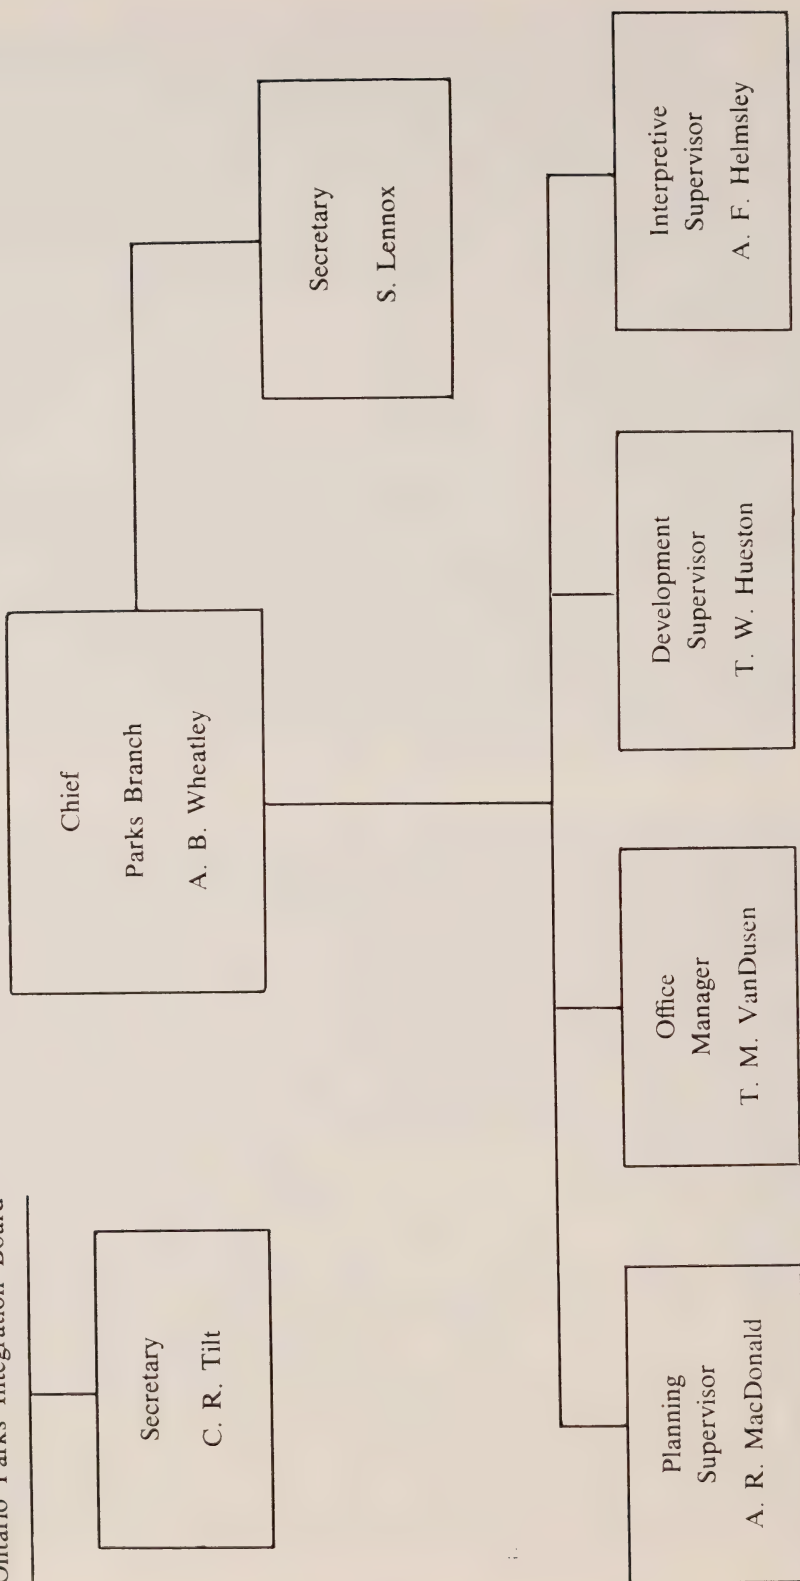 Ontario Parks Integration Board
Secretary
C. R. Tilt
Chief
Parks Branch
A. B. Wheatley
Secretary
S. Lennox
Planning
Supervisor
A. R. MacDonald
Office
Manager
T. M. VanDusen
Development
Supervisor
T. W. Hueston
Interpretive
Supervisor
A. F. Helmsley